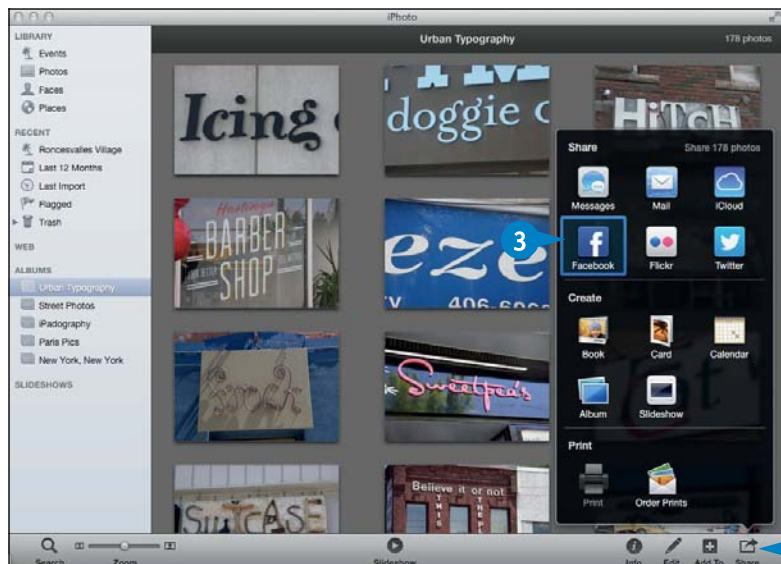 iPhoto
LIBRARY
Events
Photos
Faces
Places
RECENT
Roncesvalles Village
Last 12 Months
Last Import
Flagged
Trash
WEB
ALBUMS
Urban Typography
Street Photos
iPadography
Paris Pics
New York, New York
SLIDESHOWS
Urban Typography
178 photos
Icing
doggie
HiTCH
Hastings
BARBER
SHOP
eze
406-
Sweetpea's
SUITCASE
Believe it or not
THIS
Share
Share 178 photos
Messages
Mail
iCloud
3
Facebook
Flickr
Twitter
Create
Book
Card
Calendar
Album
Slideshow
Print
Print
Order Prints
Search
Zoom
Slideshow
Info
Edit
Add To
Share